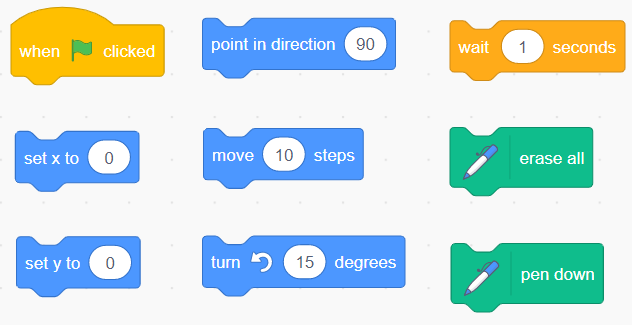 when clicked
point in direction 90
wait 1 seconds
set x to 0
move 10 steps
erase all
set y to 0
turn 15 degrees
pen down